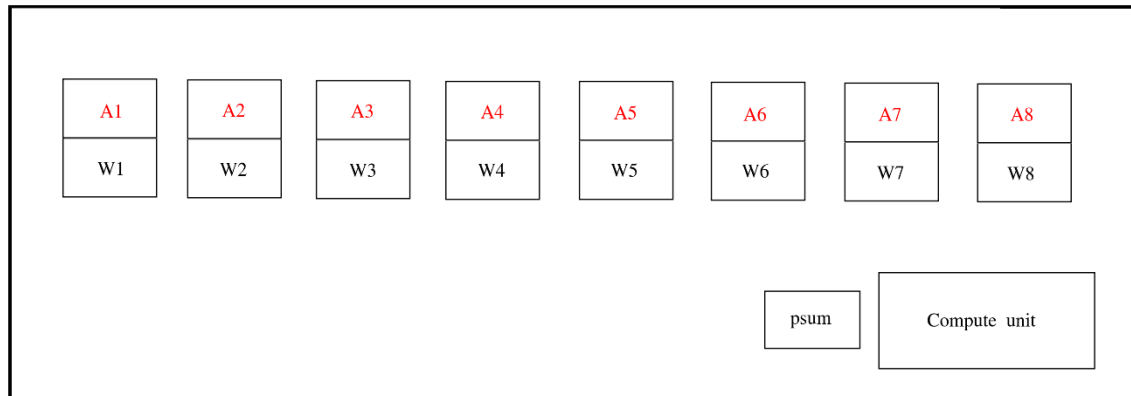 A1 A2 A3 A4 A5 A6 A7 A8
W1 W2 W3 W4 W5 W6 W7 W8
psum Compute unit